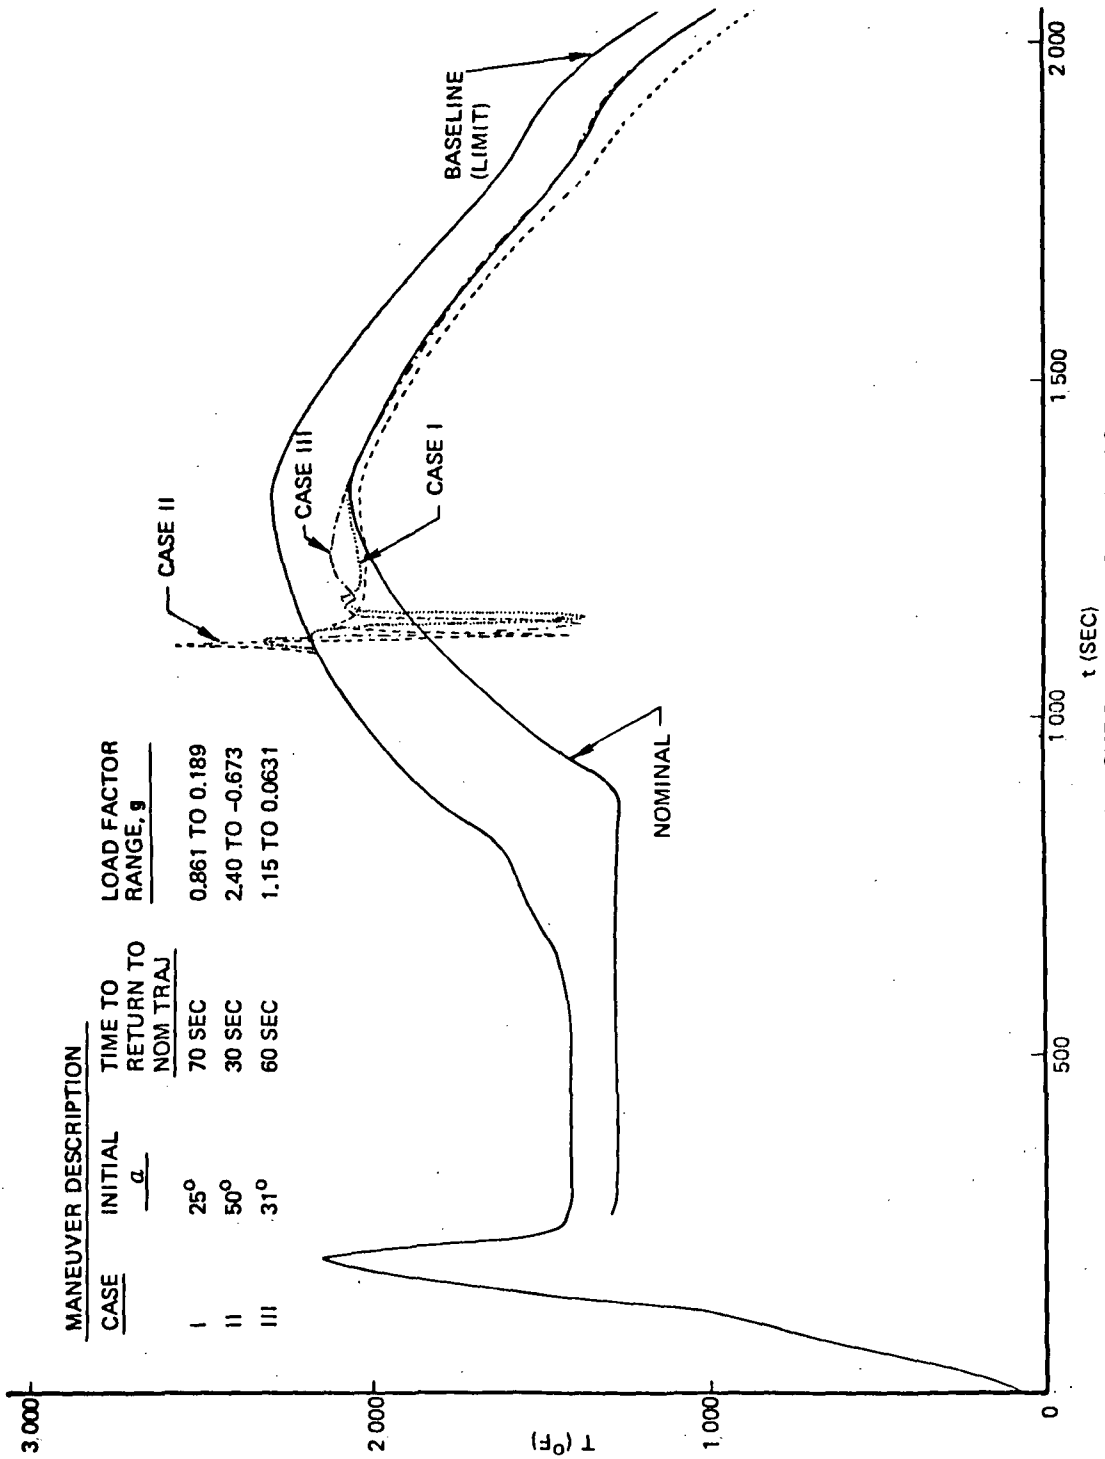 MANEUVER DESCRIPTION
CASE INITIAL α TIME TO RETURN TO NOM TRAJ LOAD FACTOR RANGE, g
I 25° 70 SEC 0.861 TO 0.189
II 50° 30 SEC 2.40 TO -0.673
III 31° 60 SEC 1.15 TO 0.0631
CASE II
CASE III
CASE I
BASELINE
(LIMIT)
NOMINAL
T (°F)
3 000
2 000
1 000
0
500
1 000
1 500
2 000
t (SEC)